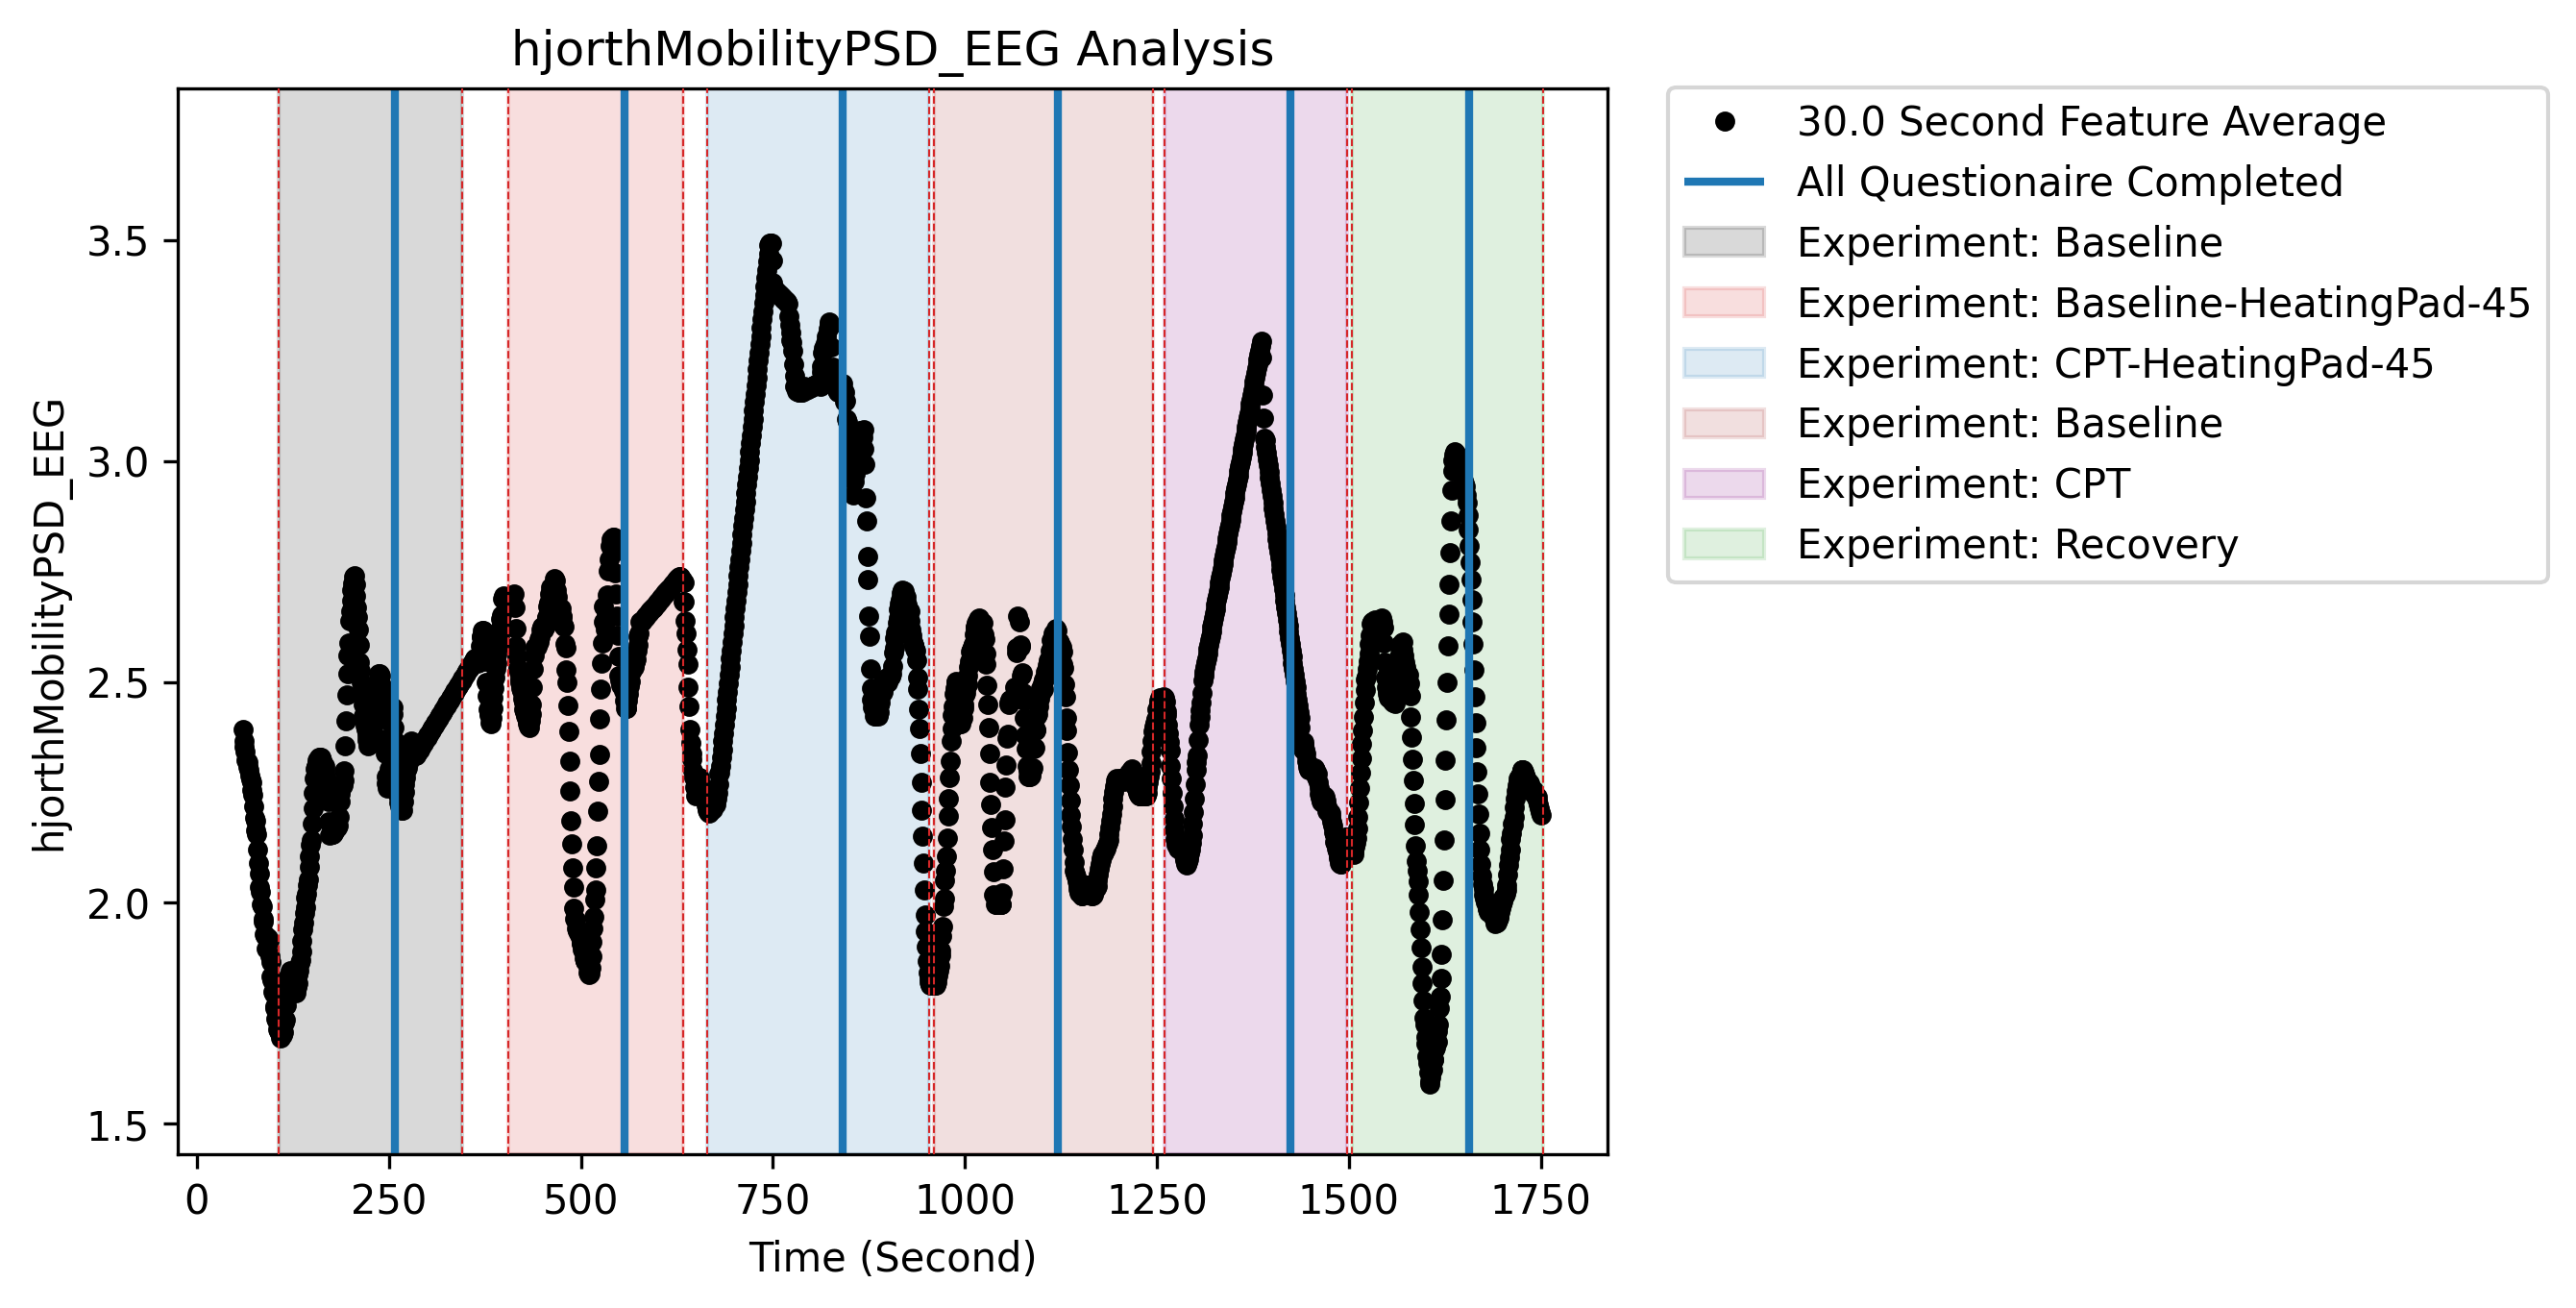 hjorthMobilityPSD_EEG Analysis
hjorthMobilityPSD_EEG
3.5
3.0
2.5
2.0
1.5
0 250 500 750 1000 1250 1500 1750
Time (Second)
30.0 Second Feature Average
All Questionaire Completed
Experiment: Baseline
Experiment: Baseline-HeatingPad-45
Experiment: CPT-HeatingPad-45
Experiment: Baseline
Experiment: CPT
Experiment: Recovery